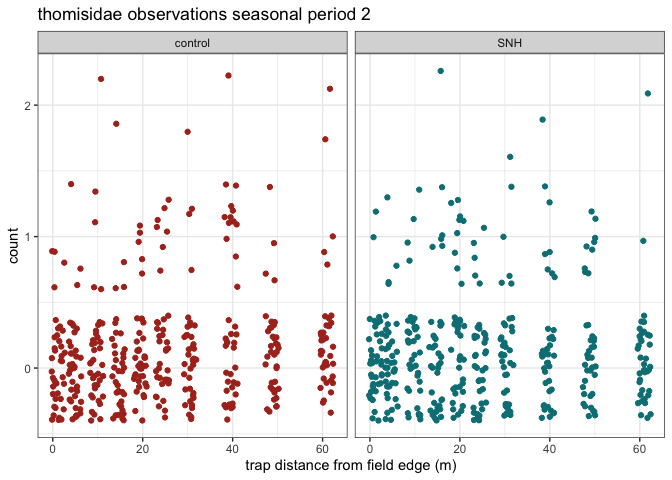 thomisidae observations seasonal period 2
control
SNH
count
2
1
0
0
20
40
60
0
20
40
60
trap distance from field edge (m)